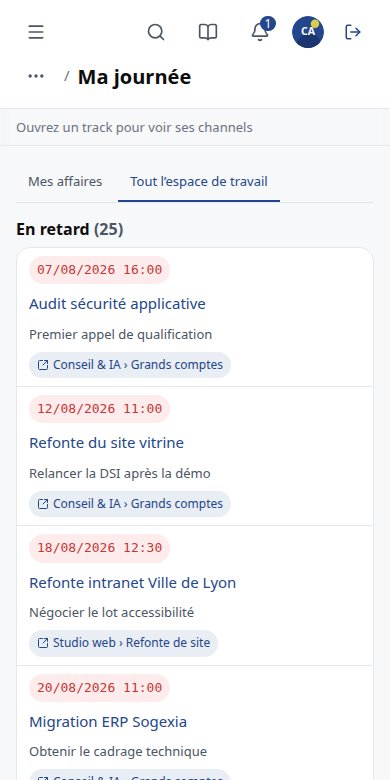 1
CA
/ Ma journée
Ouvrez un track pour voir ses channels
Mes affaires
Tout l’espace de travail
En retard (25)
07/08/2026 16:00
Audit sécurité applicative
Premier appel de qualification
Conseil & IA › Grands comptes
12/08/2026 11:00
Refonte du site vitrine
Relancer la DSI après la démo
Conseil & IA › Grands comptes
18/08/2026 12:30
Refonte intranet Ville de Lyon
Négocier le lot accessibilité
Studio web › Refonte de site
20/08/2026 11:00
Migration ERP Sogexia
Obtenir le cadrage technique
Conseil & IA › Grands comptes